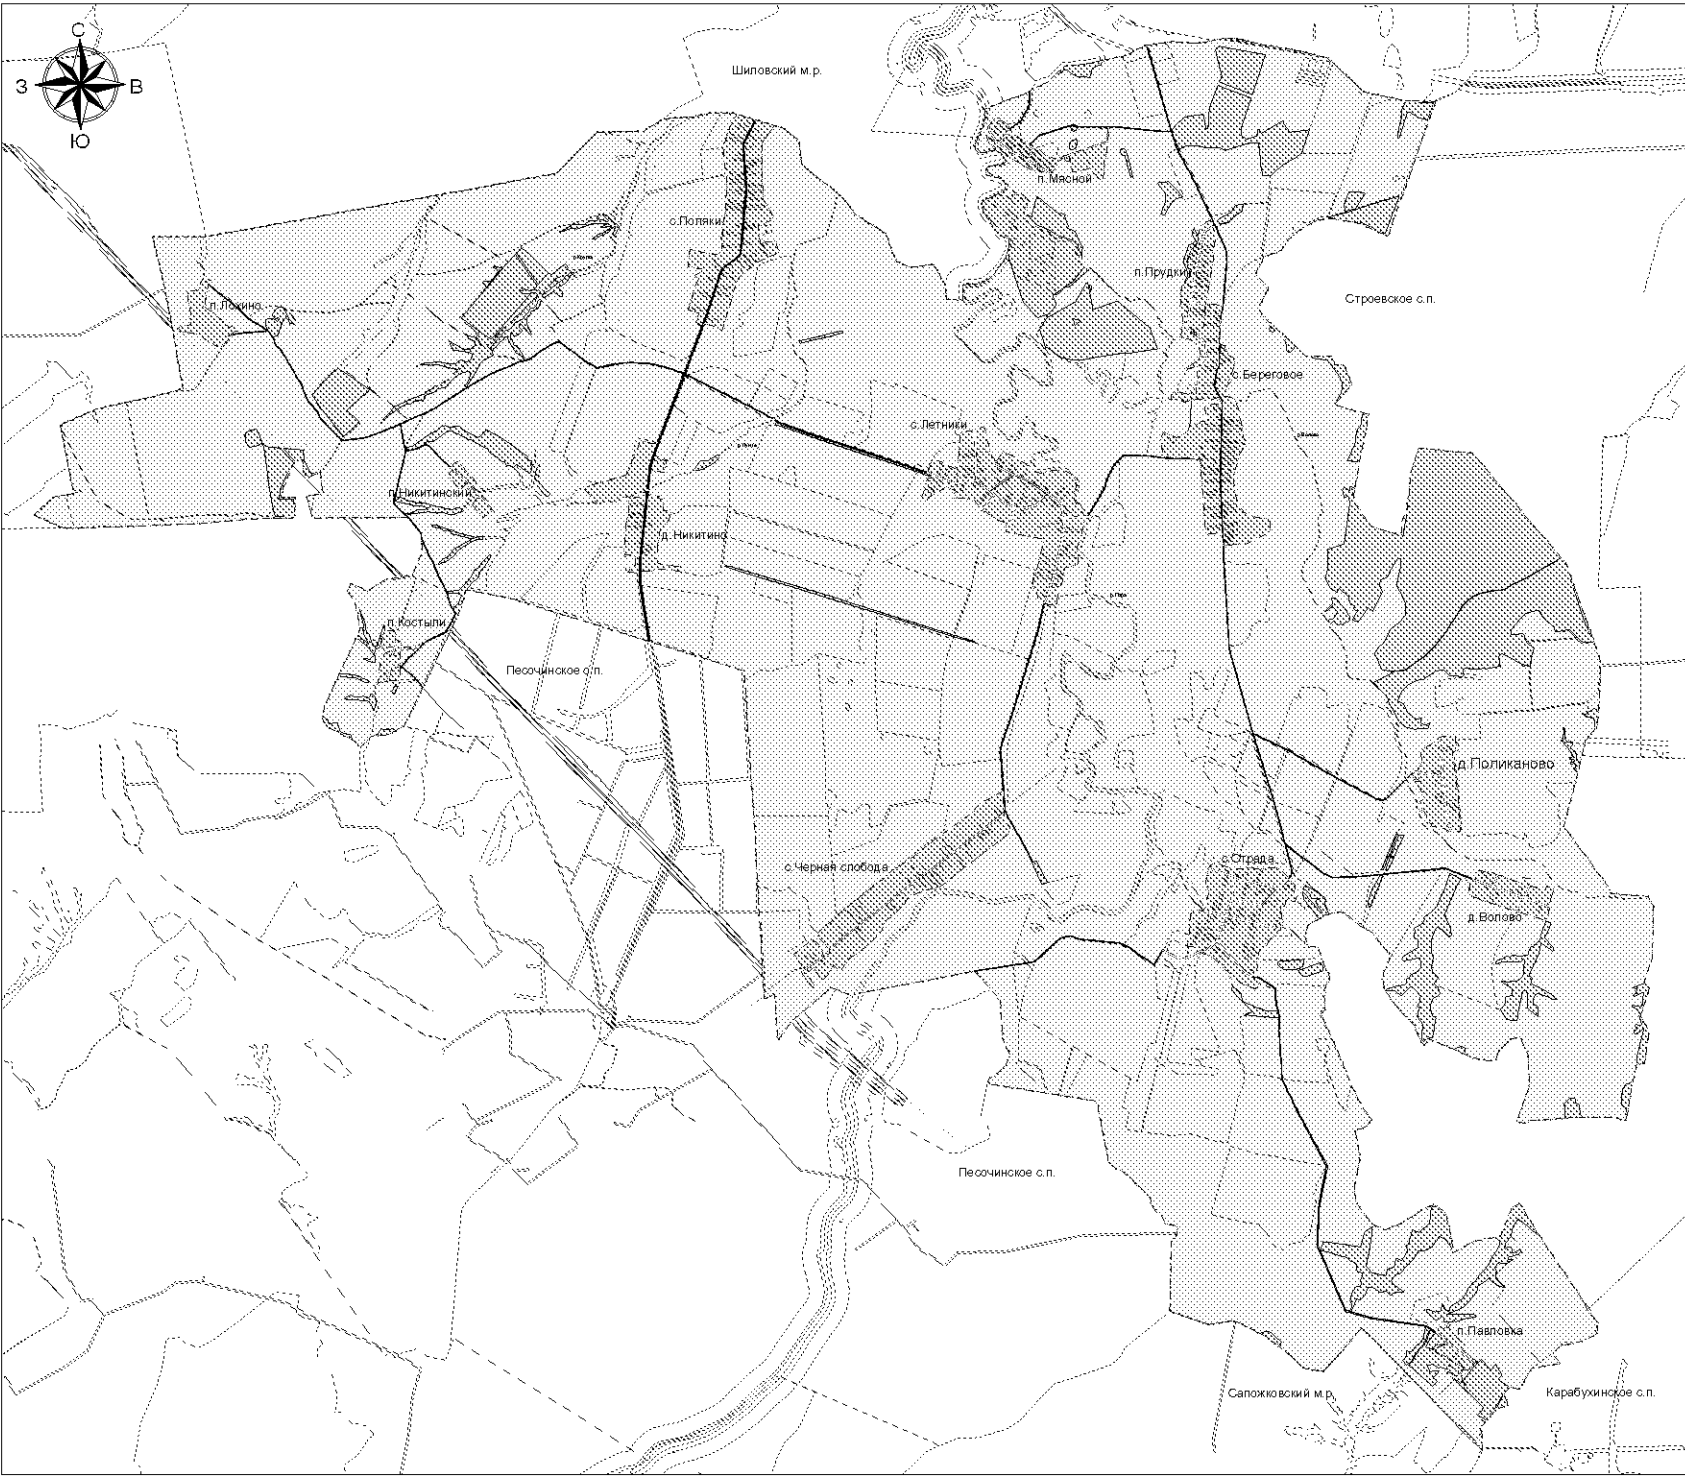 С
З
В
Ю
Шиловский м.р.
п.Мясной
с.Поляки
п.Прудки
п.Лохино
Строевское с.п.
с.Береговое
с.Летники
п.Никитинский
д.Никитино
п.Костыли
Песочинское с.п.
д.Поликаново
с.Черная слобода
с.Отрада
д.Волово
Песочинское с.п.
п.Павловка
Сапожковский м.р.
Карабухинское с.п.